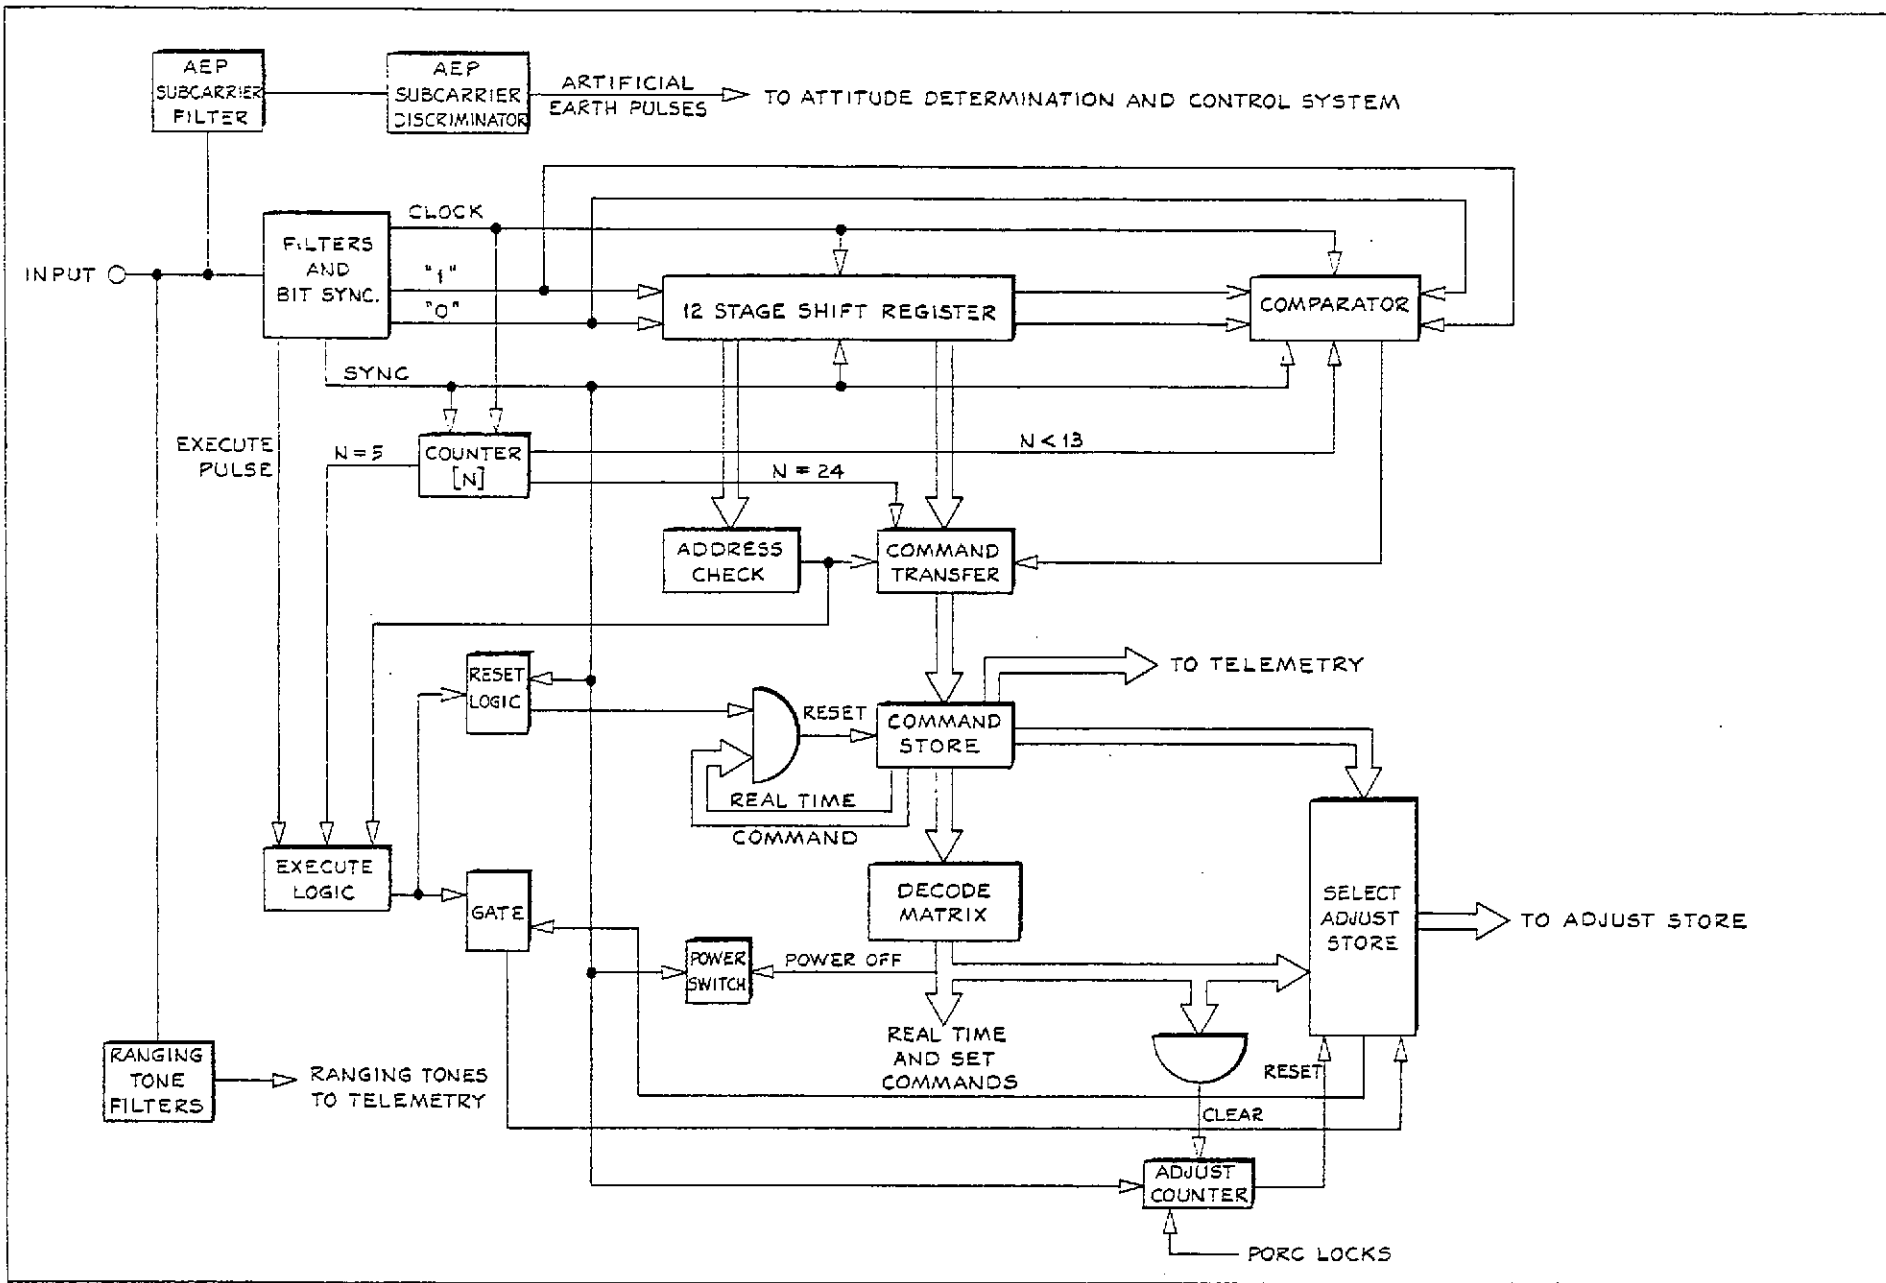 AEP
SUBCARRIER
FILTER
AEP
SUBCARRIER
DISCRIMINATOR
ARTIFICIAL
EARTH PULSES
TO ATTITUDE DETERMINATION AND CONTROL SYSTEM
INPUT
FILTERS
AND
BIT SYNC.
CLOCK
"1"
"0"
12 STAGE SHIFT REGISTER
COMPARATOR
SYNC
EXECUTE
PULSE
N=5
COUNTER
[N]
N<13
N=24
ADDRESS
CHECK
COMMAND
TRANSFER
RESET
LOGIC
RESET
COMMAND
STORE
TO TELEMETRY
REAL TIME
COMMAND
EXECUTE
LOGIC
GATE
DECODE
MATRIX
SELECT
ADJUST
STORE
TO ADJUST STORE
POWER
SWITCH
POWER OFF
REAL TIME
AND SET
COMMANDS
RESET
RANGING
TONE
FILTERS
RANGING TONES
TO TELEMETRY
CLEAR
ADJUST
COUNTER
PORC LOCKS